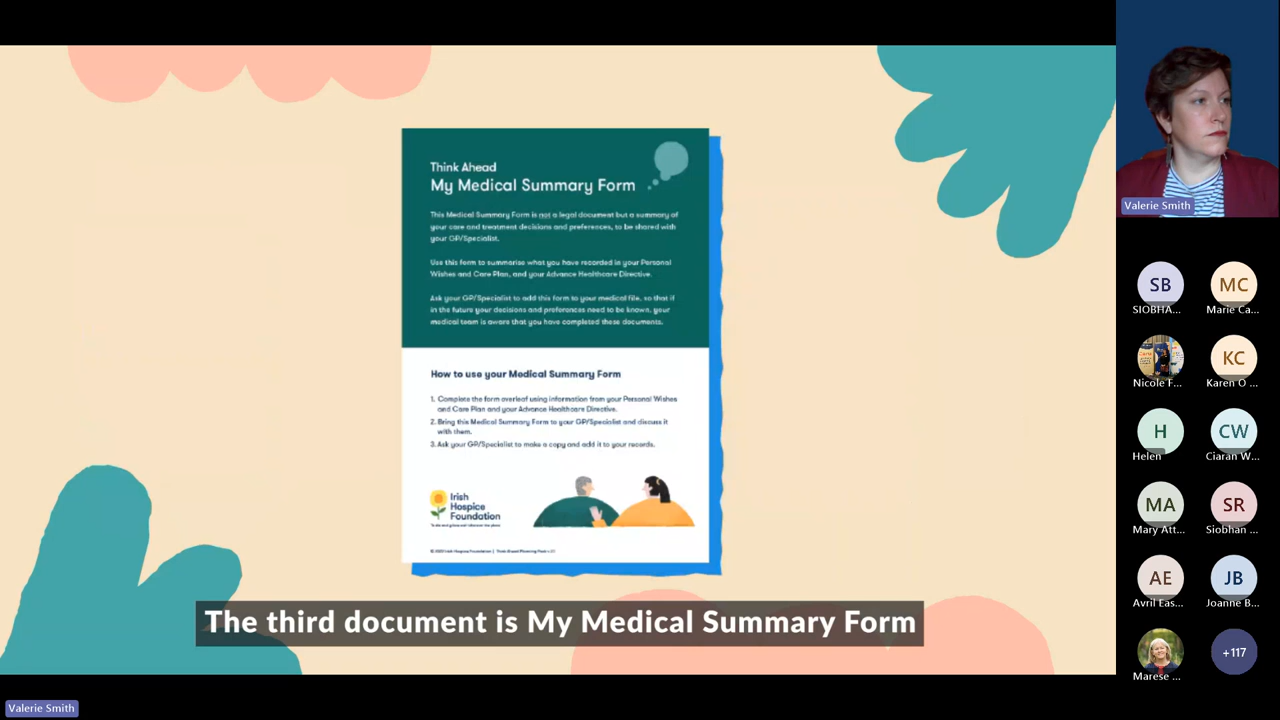 Think Ahead
My Medical Summary Form
This Medical Summary Form is not a legal document but a summary of
your care and treatment decisions and preferences, to be shared with
your GP/Specialist.
Use this form to summarise what you have recorded in your Personal
Wishes and Care Plan, and your Advance Healthcare Directive.
Ask your GP/Specialist to add this form to your medical file, so that if
in the future your decisions and preferences need to be known, your
medical team is aware that you have completed these documents.
How to use your Medical Summary Form
1. Complete the form overleaf using information from your Personal Wishes
and Care Plan and your Advance Healthcare Directive.
2. Bring this Medical Summary Form to your GP/Specialist and discuss it
with them.
3. Ask your GP/Specialist to make a copy and add it to your records.
Irish
Hospice
Foundation
The third document is My Medical Summary Form
Valerie Smith
Valerie Smith
SB
SIOBHA...
MC
Marie Ca...
Nicole F...
KC
Karen O ...
H
Helen
CW
Ciaran W...
MA
Mary Att...
SR
Siobhan ...
AE
Avril Eas...
JB
Joanne B...
Marese ...
+117